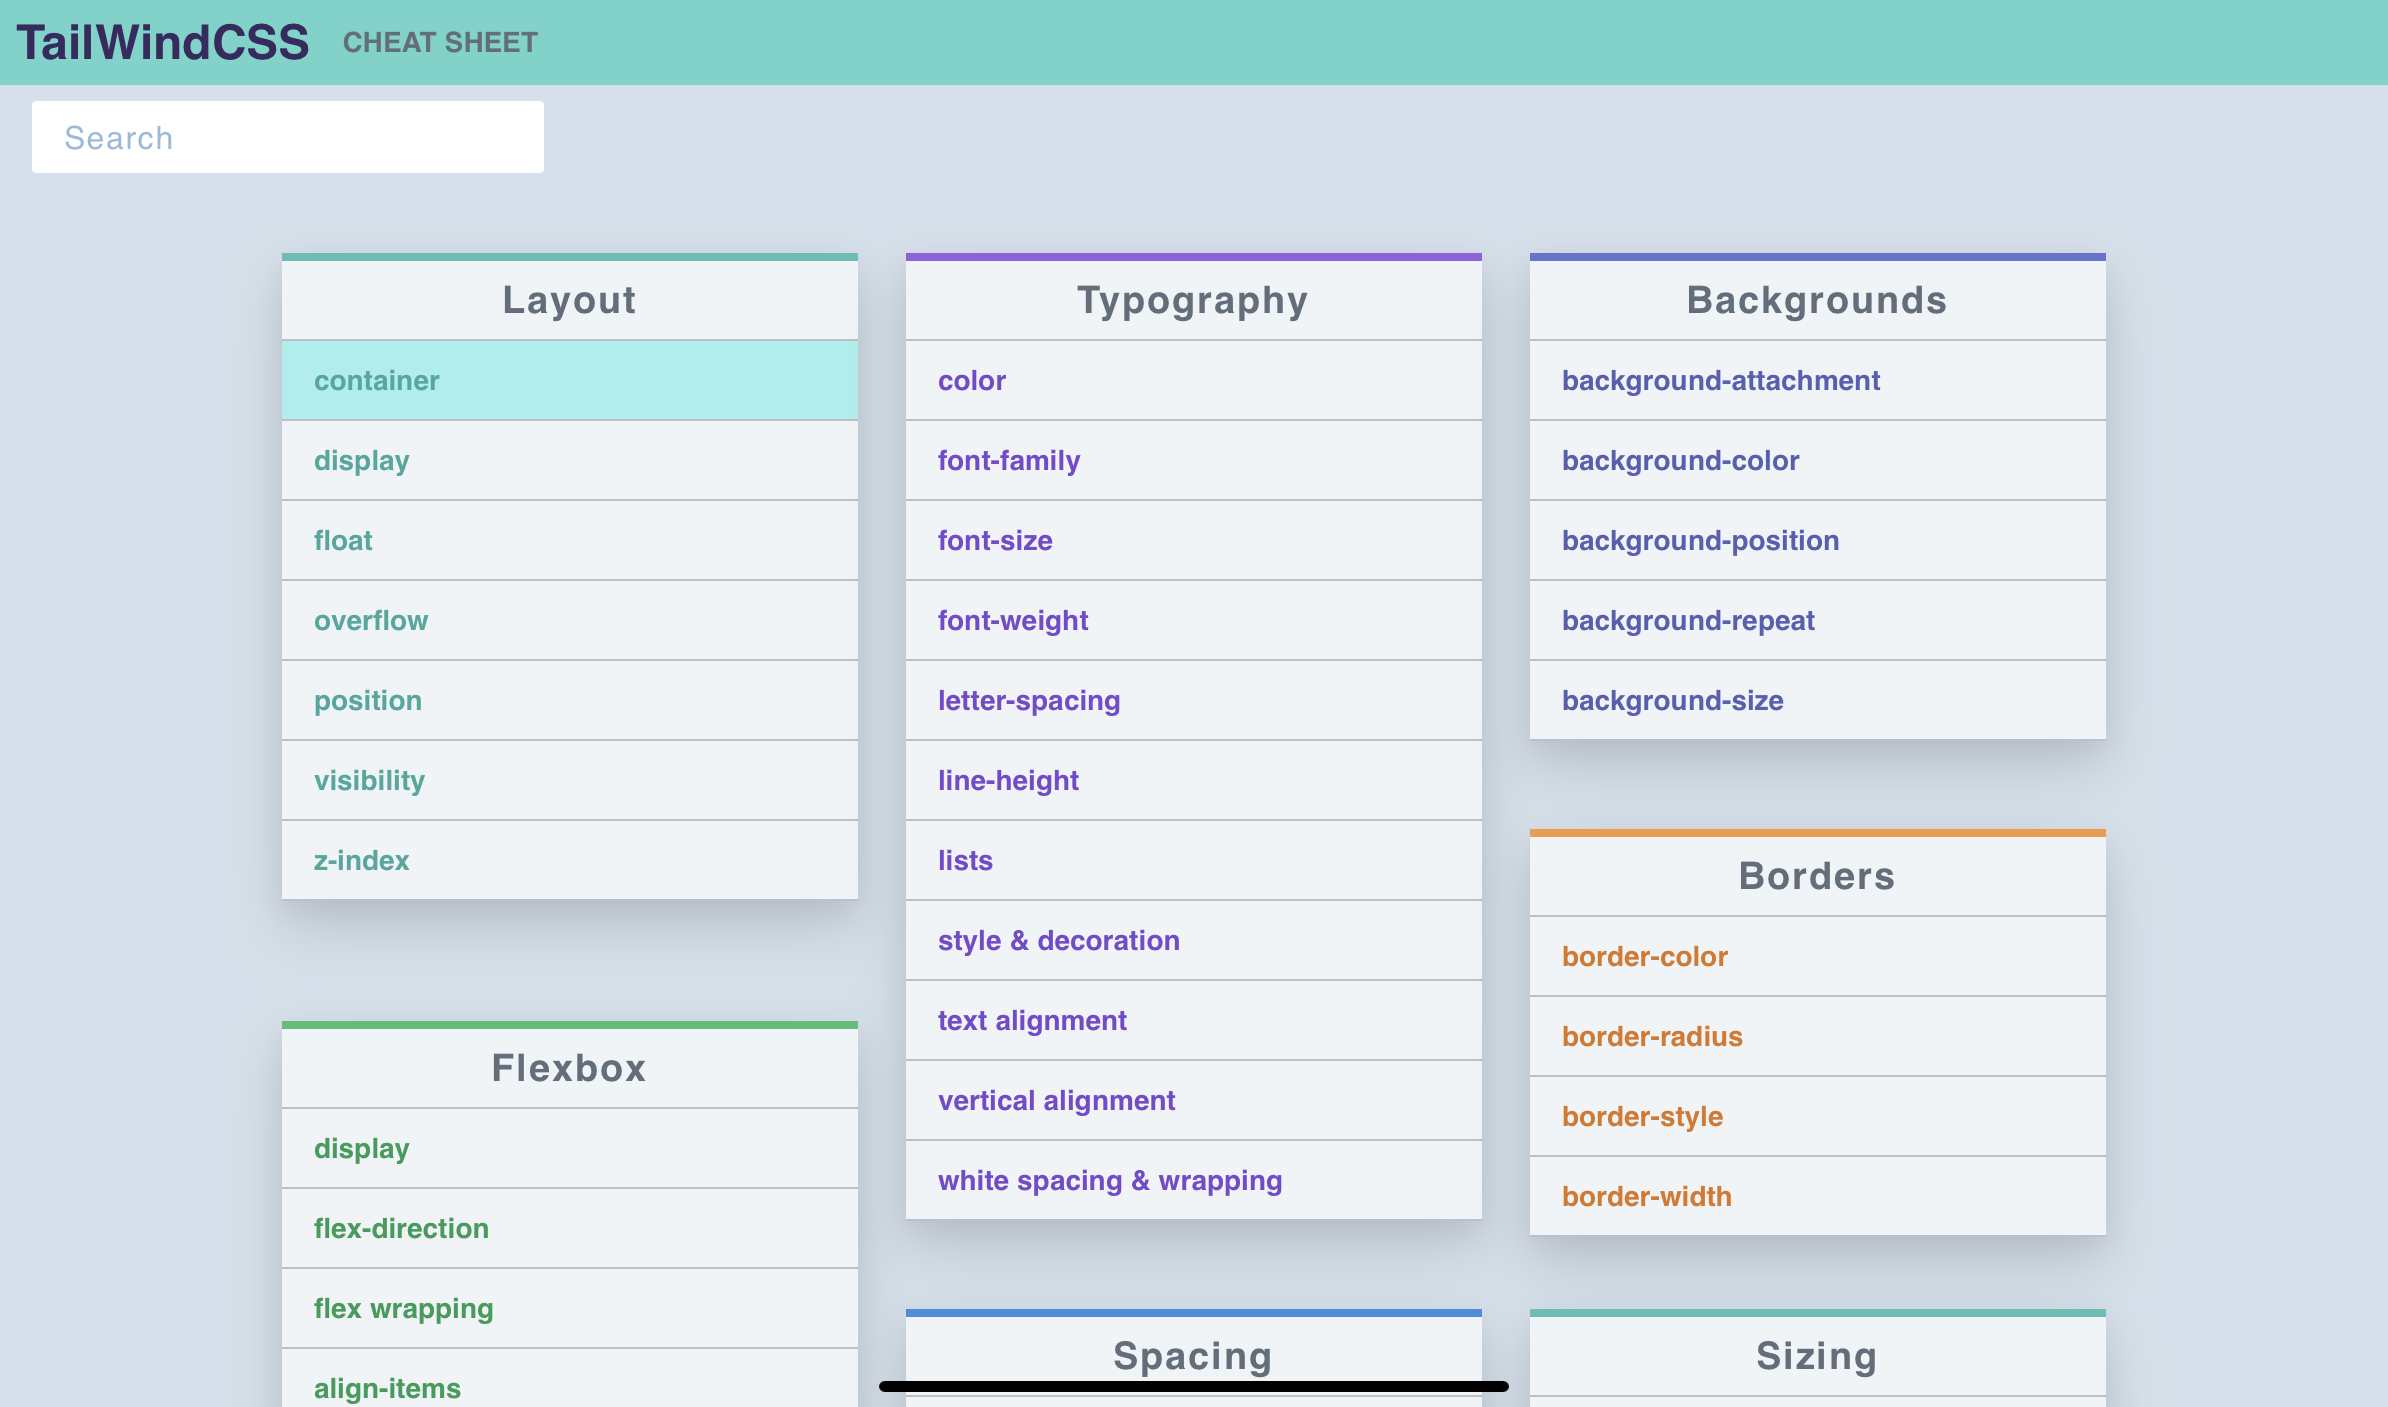 TailWindCSS CHEAT SHEET
Search
Layout
container
display
float
overflow
position
visibility
z-index
Flexbox
display
flex-direction
flex wrapping
align-items
Typography
color
font-family
font-size
font-weight
letter-spacing
line-height
lists
style & decoration
text alignment
vertical alignment
white spacing & wrapping
Spacing
Backgrounds
background-attachment
background-color
background-position
background-repeat
background-size
Borders
border-color
border-radius
border-style
border-width
Sizing